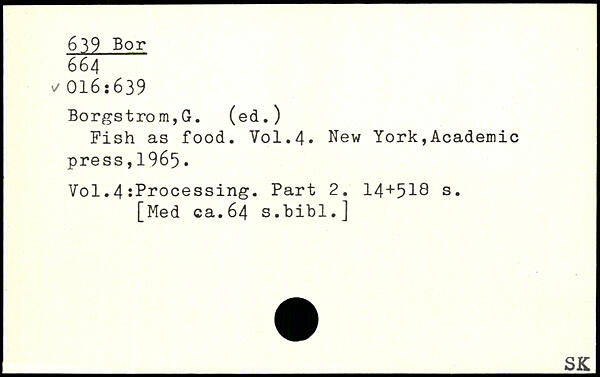 639 Bor
664
✓ 016:639
Borgstrom,G. (ed.)
Fish as food. Vol.4. New York,Academic
press,1965.
Vol.4:Processing. Part 2. 14+518 s.
[Med ca.64 s.bibl.]
SK